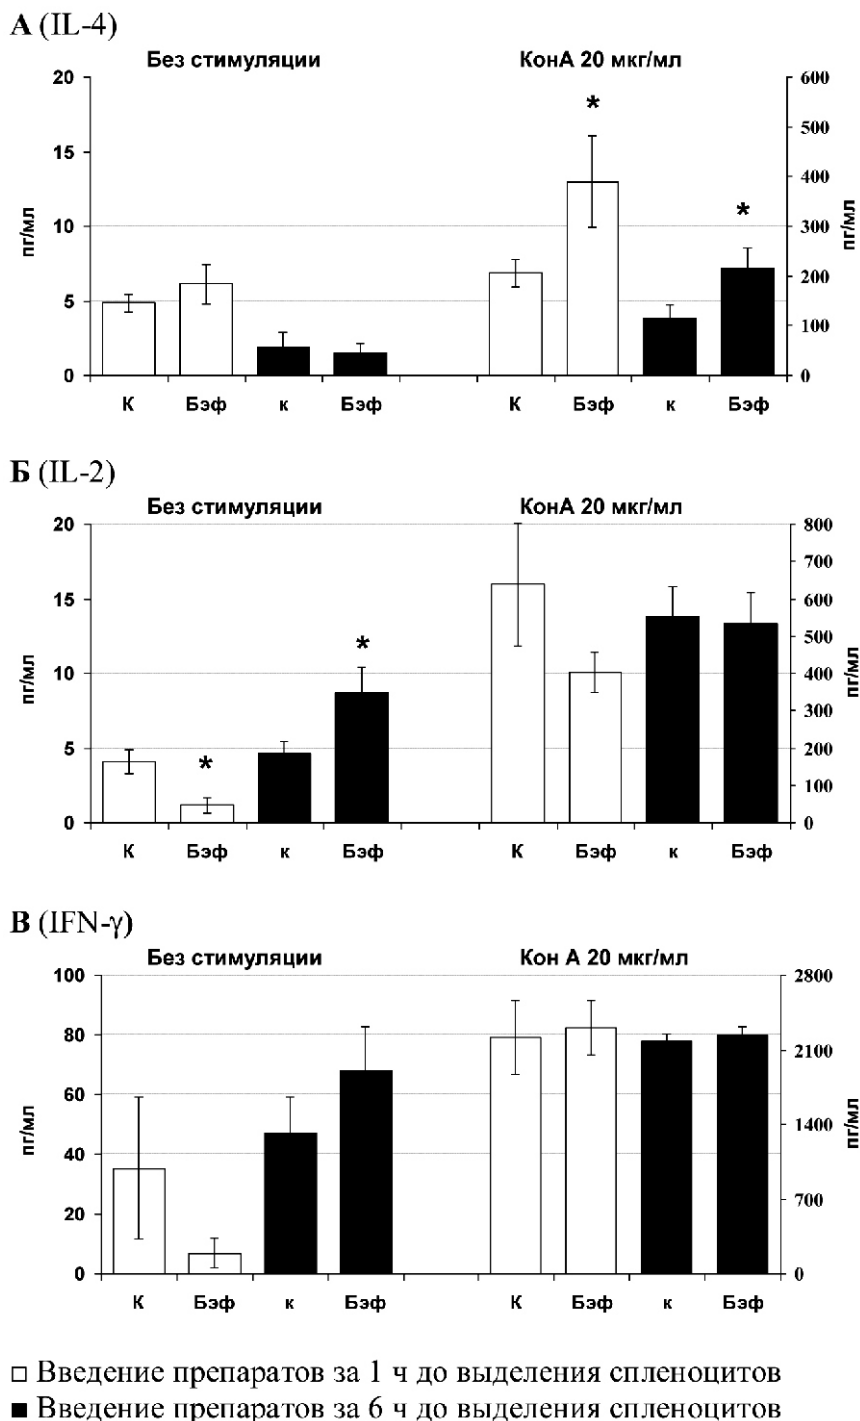 А (IL-4)
Без стимуляции КонА 20 мкг/мл
20 600
* 500
15 400
*
10 300
пг/мл пг/мл
200
5
100
0 0
К Бэф к К Бэф к Бэф
Б (IL-2)
Без стимуляции КонА 20 мкг/мл
20 800
700
15 600
* 500
10 400
пг/мл пг/мл
300
* 5 200
100
0 0
К Бэф к Бэф К Бэф к Бэф
В (IFN-γ)
Без стимуляции Кон А 20 мкг/мл
100 2800
80 2100
60
пг/мл 1400 пг/мл
40
700
20
0 0
К Бэф к Бэф К Бэф к Бэф
□ Введение препаратов за 1 ч до выделения спленоцитов
■ Введение препаратов за 6 ч до выделения спленоцитов